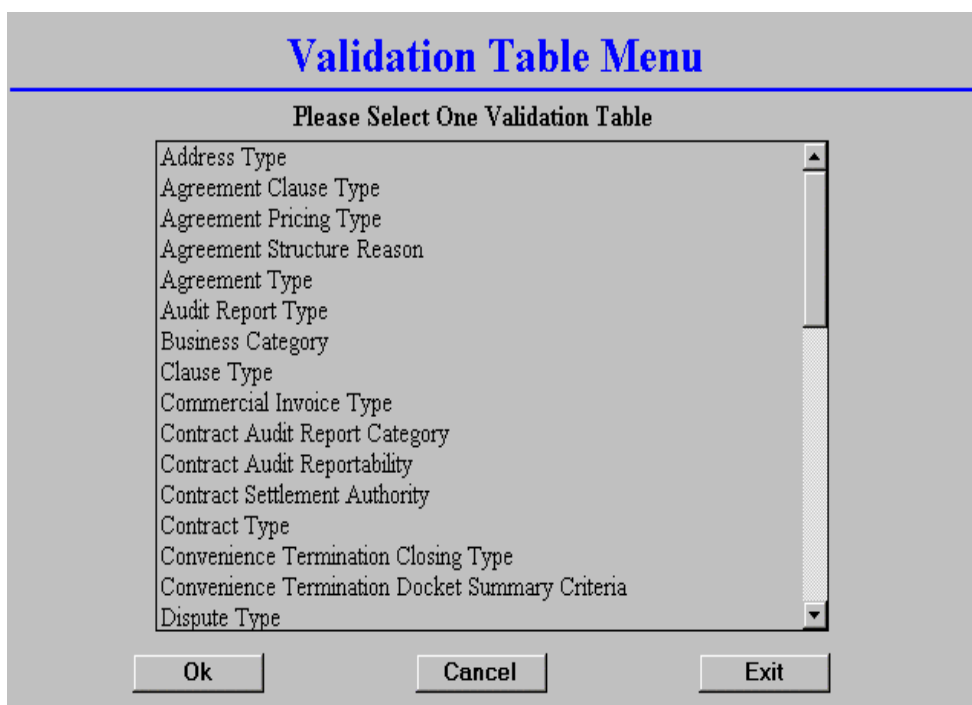 Validation Table Menu
Please Select One Validation Table
Address Type
Agreement Clause Type
Agreement Pricing Type
Agreement Structure Reason
Agreement Type
Audit Report Type
Business Category
Clause Type
Commercial Invoice Type
Contract Audit Report Category
Contract Audit Reportability
Contract Settlement Authority
Contract Type
Convenience Termination Closing Type
Convenience Termination Docket Summary Criteria
Dispute Type
Ok Cancel Exit